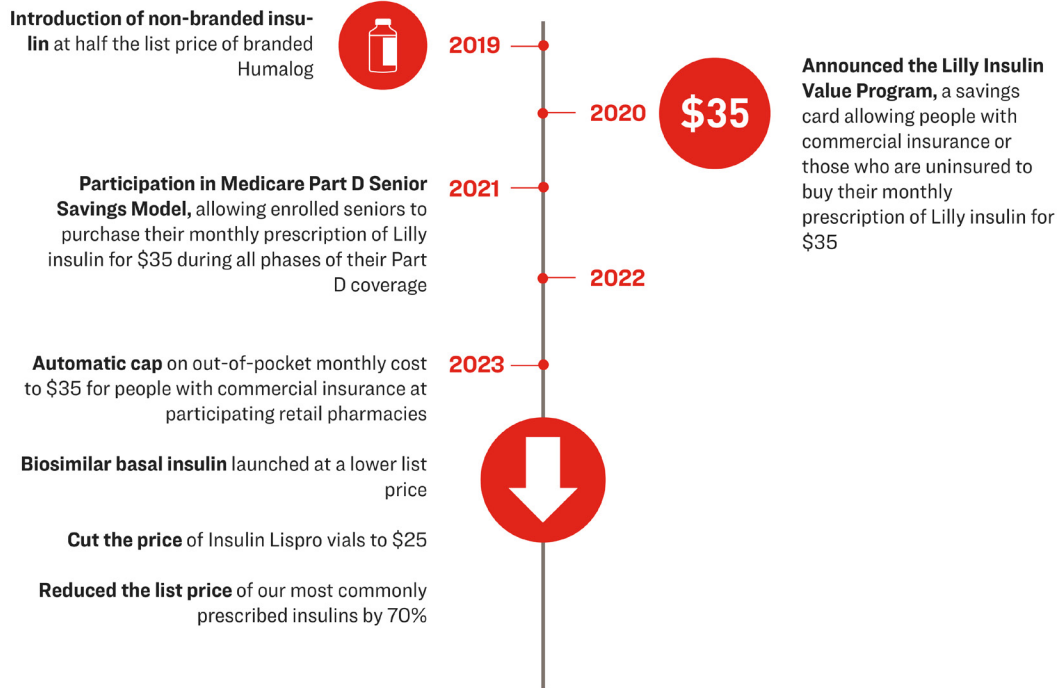 Introduction of non-branded insu-
lin at half the list price of branded
Humalog
2019
2020
$35
Announced the Lilly Insulin
Value Program, a savings
card allowing people with
commercial insurance or
those who are uninsured to
buy their monthly
prescription of Lilly insulin for
$35
Participation in Medicare Part D Senior
Savings Model, allowing enrolled seniors to
purchase their monthly prescription of Lilly
insulin for $35 during all phases of their Part
D coverage
2021
2022
Automatic cap on out-of-pocket monthly cost
to $35 for people with commercial insurance at
participating retail pharmacies
2023
Biosimilar basal insulin launched at a lower list
price
Cut the price of Insulin Lispro vials to $25
Reduced the list price of our most commonly
prescribed insulins by 70%